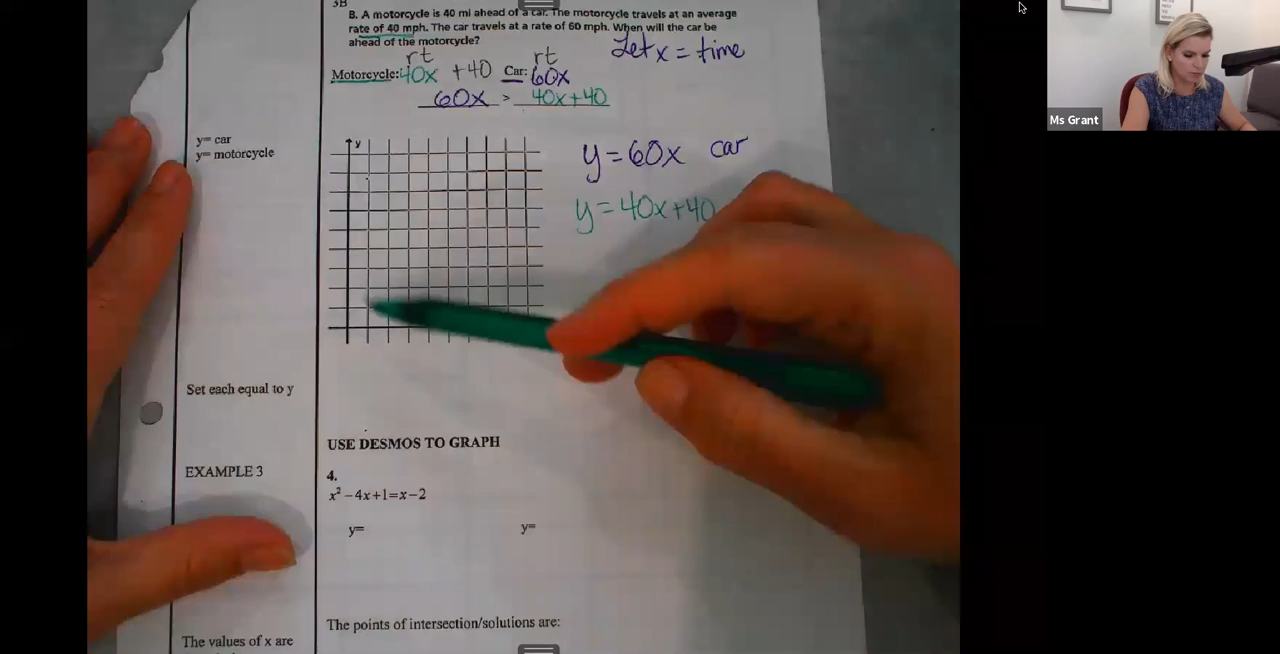 3B
B. A motorcycle is 40 mi ahead of a car. The motorcycle travels at an average
rate of 40 mph. The car travels at a rate of 60 mph. When will the car be
ahead of the motorcycle?
Let x = time
rt rt
Motorcycle: 40x +40 Car: 60x
60x > 40x+40
y= car
y= motorcycle
y
y=60x car
y=40x+40
Set each equal to y
USE DESMOS TO GRAPH
EXAMPLE 3
4.
x² −4x+1=x−2
y= y=
The points of intersection/solutions are:
The values of x are
Ms Grant